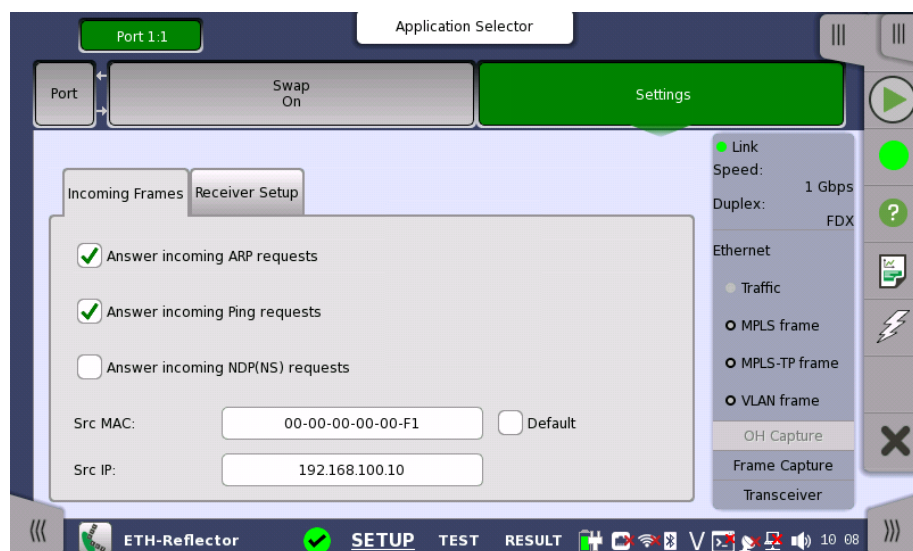 Port 1:1
Application Selector
Port
Swap
On
Settings
Incoming Frames
Receiver Setup
Answer incoming ARP requests
Answer incoming Ping requests
Answer incoming NDP(NS) requests
Src MAC:
00-00-00-00-00-F1
Default
Src IP:
192.168.100.10
Link
Speed:
1 Gbps
Duplex:
FDX
Ethernet
Traffic
MPLS frame
MPLS-TP frame
VLAN frame
OH Capture
Frame Capture
Transceiver
ETH-Reflector
SETUP
TEST
RESULT
10 08